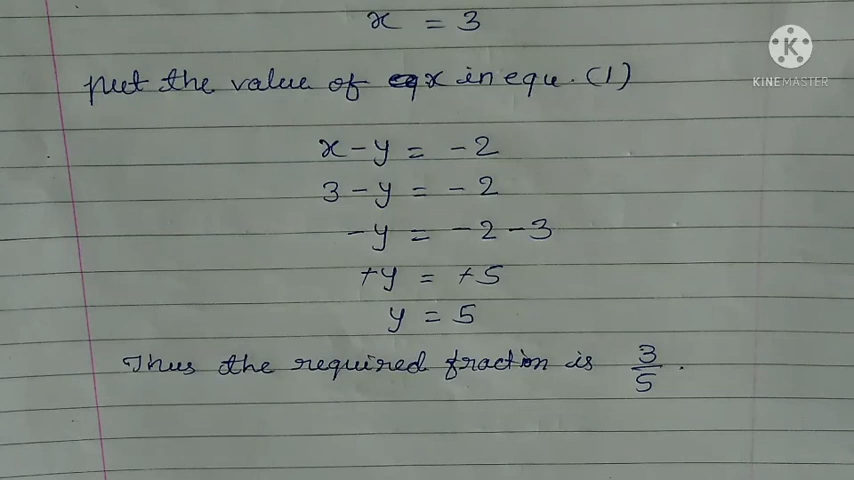 x = 3
K
KINEMASTER
put the value of x in equ. (1)
x - y = -2
3 - y = -2
-y = -2 - 3
+y = +5
y = 5
Thus the required fraction is 3/5.